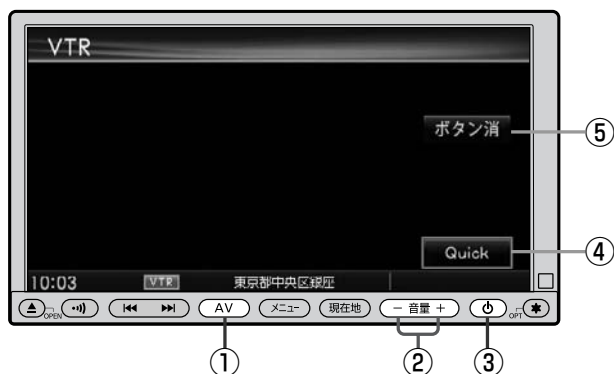 VTR
ボタン消
⑤
Quick
④
10:03 VTR 東京都中央区銀座
OPEN AV メニュー 現在地 − 音量 + OPT
① ② ③